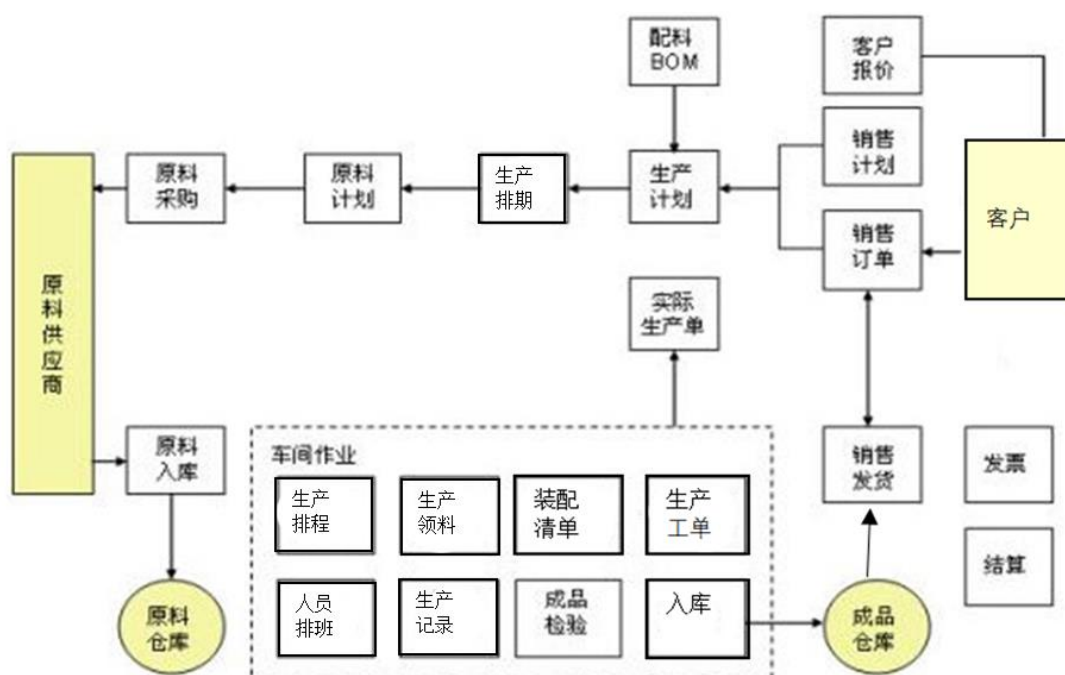 配料
BOM
客户
报价
销售
计划
原料
采购
原料
计划
生产
排期
生产
计划
客户
销售
订单
原料供应商
实际
生产单
原料
入库
车间作业
销售
发货
发票
生产
排程
生产
领料
装配
清单
生产
工单
结算
原料
仓库
人员
排班
生产
记录
成品
检验
入库
成品
仓库